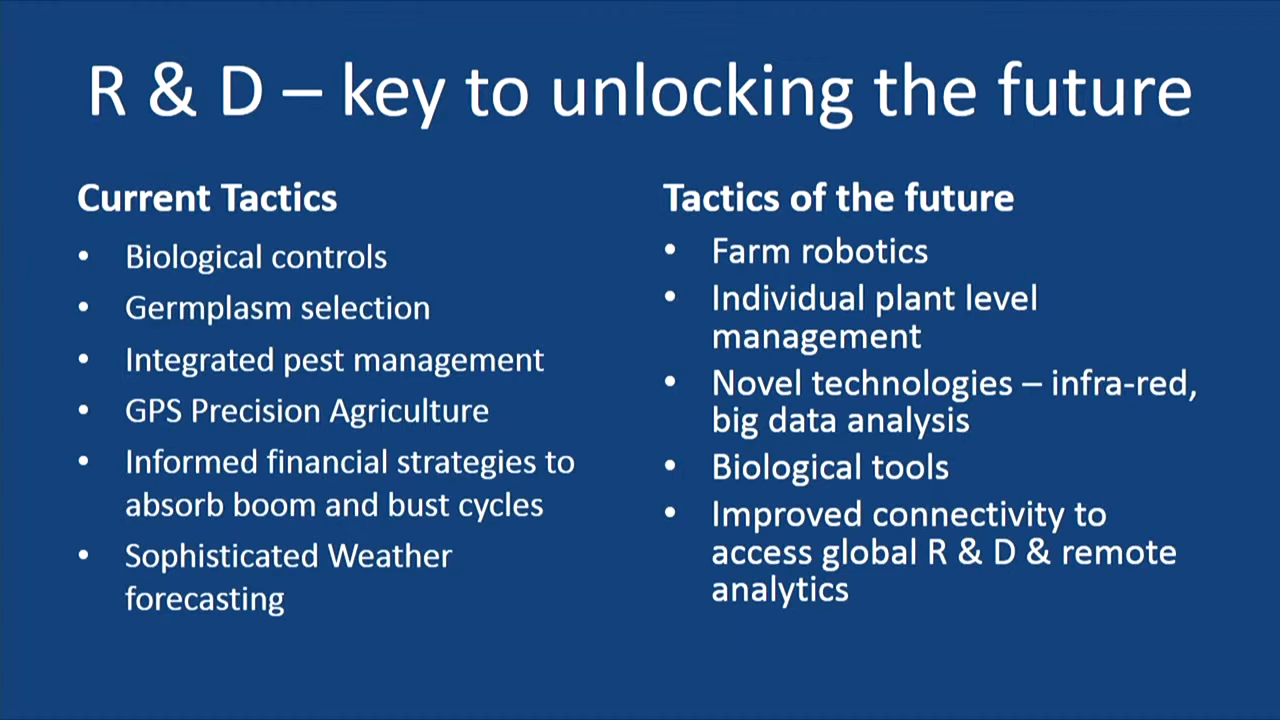 R & D – key to unlocking the future
Current Tactics
• Biological controls
• Germplasm selection
• Integrated pest management
• GPS Precision Agriculture
• Informed financial strategies to
absorb boom and bust cycles
• Sophisticated Weather
forecasting
Tactics of the future
• Farm robotics
• Individual plant level
management
• Novel technologies – infra-red,
big data analysis
• Biological tools
• Improved connectivity to
access global R & D & remote
analytics